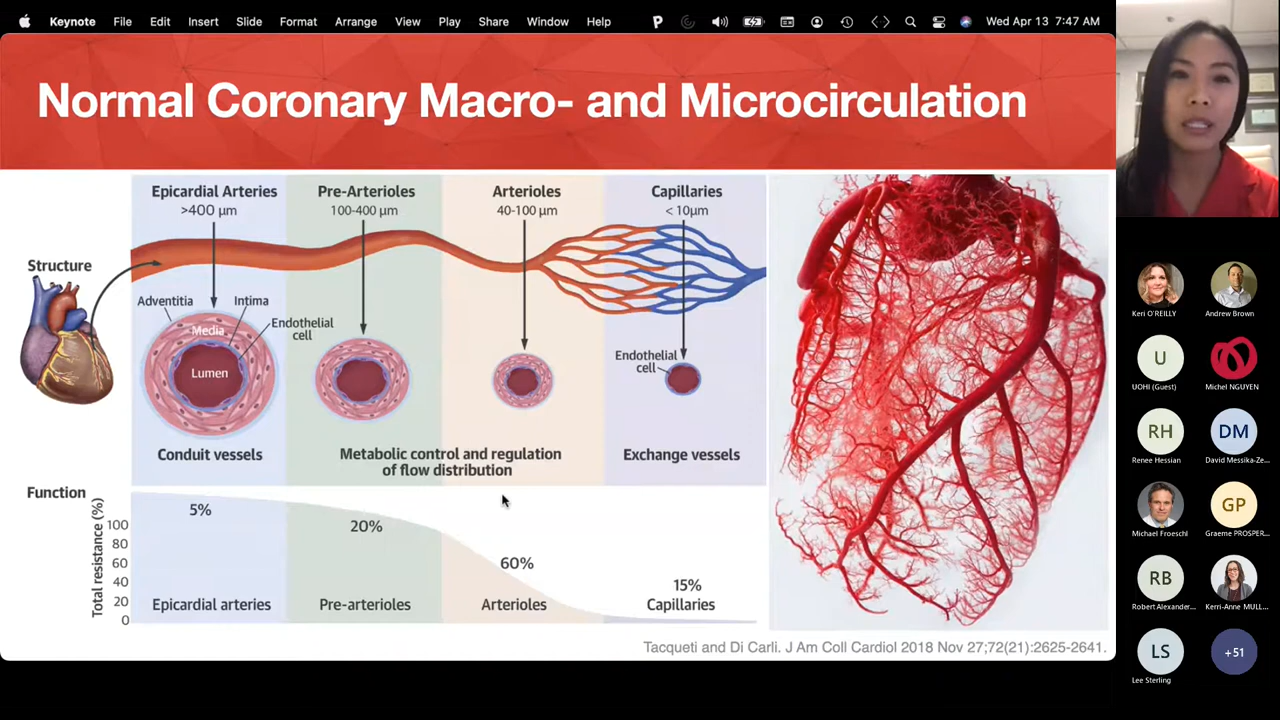 Keynote File Edit Insert Slide Format Arrange View Play Share Window Help Wed Apr 13 7:47 AM
Normal Coronary Macro- and Microcirculation
Epicardial Arteries
>400 µm
Pre-Arterioles
100-400 µm
Arterioles
40-100 µm
Capillaries
< 10µm
Structure
Adventitia
Intima
Media
Endothelial
cell
Lumen
Endothelial
cell
Conduit vessels
Metabolic control and regulation
of flow distribution
Exchange vessels
Function
Total resistance (%)
100
80
60
40
20
0
5%
20%
60%
15%
Epicardial arteries
Pre-arterioles
Arterioles
Capillaries
Tacqueti and Di Carli. J Am Coll Cardiol 2018 Nov 27;72(21):2625-2641.
Keri O'REILLY
Andrew Brown
U
UOHI (Guest)
Michel NGUYEN
RH
Renee Hessian
DM
David Messika-Ze...
Michael Froeschl
GP
Graeme PROSPER...
RB
Robert Alexander...
Kerri-Anne MULL...
LS
Lee Sterling
+51